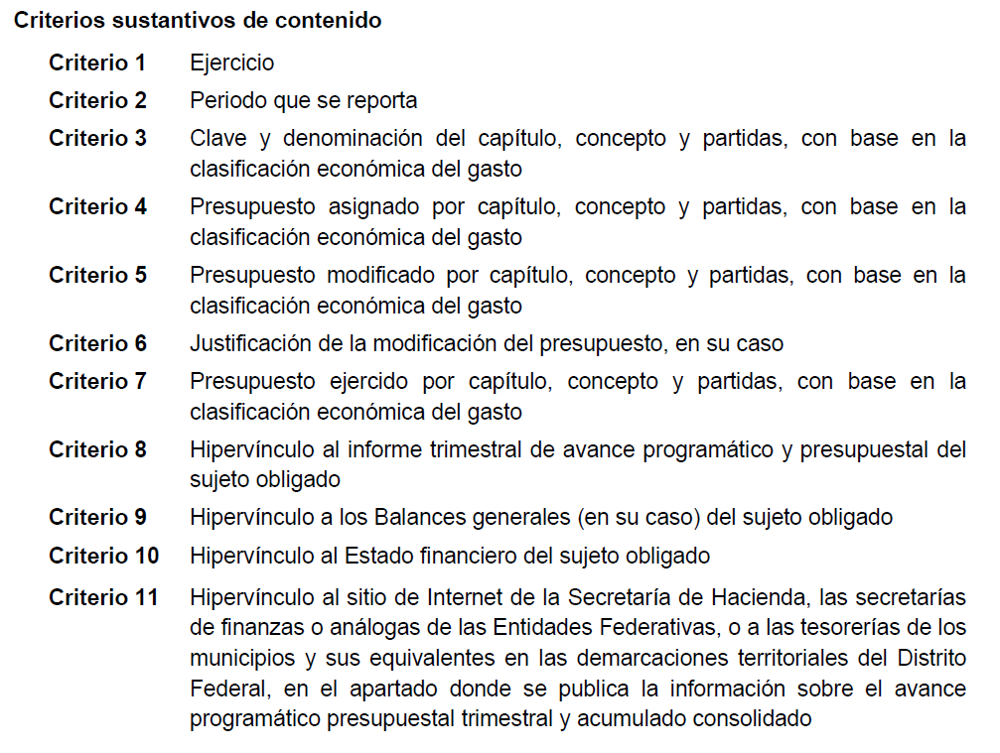 Criterios sustantivos de contenido
Criterio 1 Ejercicio
Criterio 2 Periodo que se reporta
Criterio 3 Clave y denominación del capítulo, concepto y partidas, con base en la
clasificación económica del gasto
Criterio 4 Presupuesto asignado por capítulo, concepto y partidas, con base en la
clasificación económica del gasto
Criterio 5 Presupuesto modificado por capítulo, concepto y partidas, con base en la
clasificación económica del gasto
Criterio 6 Justificación de la modificación del presupuesto, en su caso
Criterio 7 Presupuesto ejercido por capítulo, concepto y partidas, con base en la
clasificación económica del gasto
Criterio 8 Hipervínculo al informe trimestral de avance programático y presupuestal del
sujeto obligado
Criterio 9 Hipervínculo a los Balances generales (en su caso) del sujeto obligado
Criterio 10 Hipervínculo al Estado financiero del sujeto obligado
Criterio 11 Hipervínculo al sitio de Internet de la Secretaría de Hacienda, las secretarías
de finanzas o análogas de las Entidades Federativas, o a las tesorerías de los
municipios y sus equivalentes en las demarcaciones territoriales del Distrito
Federal, en el apartado donde se publica la información sobre el avance
programático presupuestal trimestral y acumulado consolidado